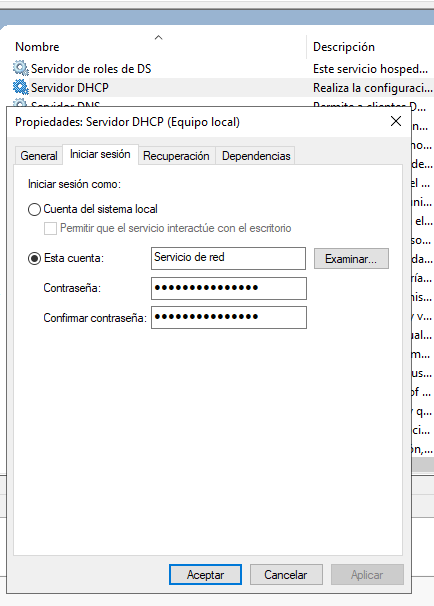 Nombre Descripción
Servidor de roles de DS Este servicio hosped...
Servidor DHCP Realiza la configuraci...
Servidor DNS Permite a clientes D...
Propiedades: Servidor DHCP (Equipo local)
General Iniciar sesión Recuperación Dependencias
Iniciar sesión como:
Cuenta del sistema local
Permitir que el servicio interactúe con el escritorio
Esta cuenta: Servicio de red Examinar...
Contraseña: ●●●●●●●●●●●●●●●
Confirmar contraseña: ●●●●●●●●●●●●●●●
Aceptar Cancelar Aplicar